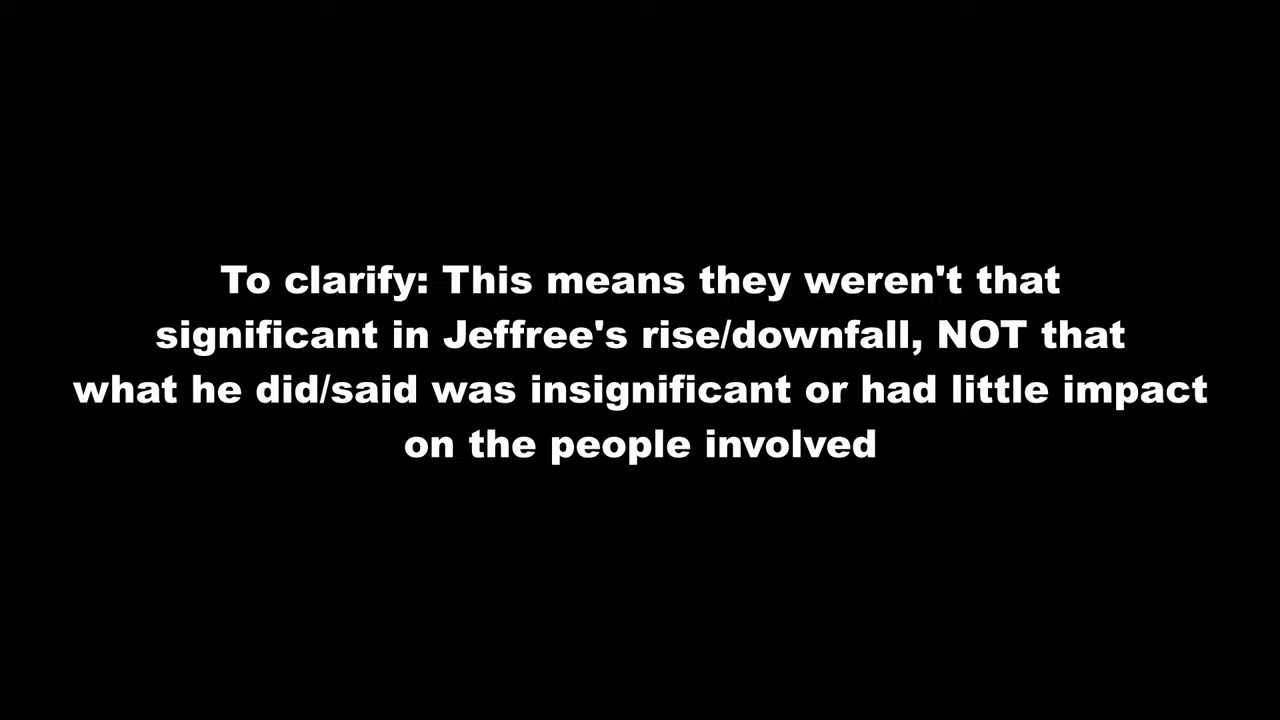 To clarify: This means they weren't that
significant in Jeffree's rise/downfall, NOT that
what he did/said was insignificant or had little impact
on the people involved